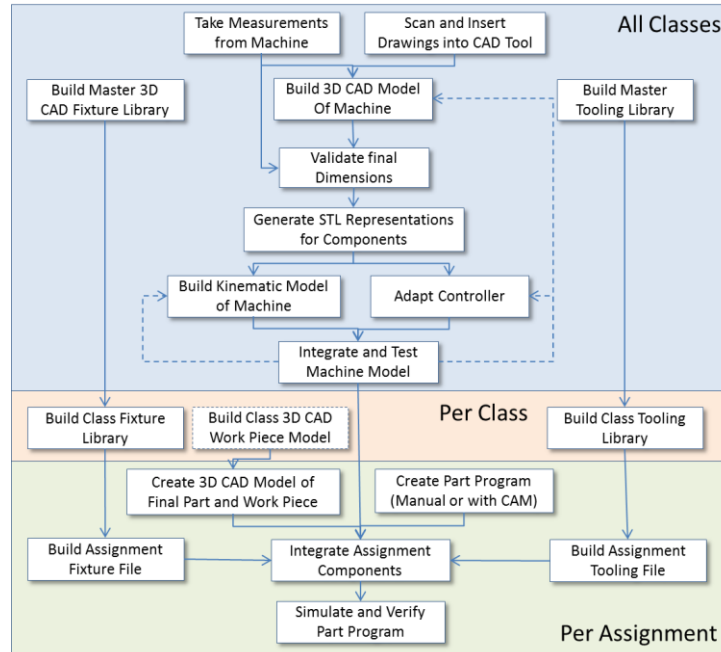 Take Measurements
from Machine
Scan and Insert
Drawings into CAD Tool
All Classes
Build Master 3D
CAD Fixture Library
Build 3D CAD Model
Of Machine
Build Master
Tooling Library
Validate final
Dimensions
Generate STL Representations
for Components
Build Kinematic Model
of Machine
Adapt Controller
Integrate and Test
Machine Model
Per Class
Build Class Fixture
Library
Build Class 3D CAD
Work Piece Model
Build Class Tooling
Library
Create 3D CAD Model of
Final Part and Work Piece
Create Part Program
(Manual or with CAM)
Build Assignment
Fixture File
Integrate Assignment
Components
Build Assignment
Tooling File
Simulate and Verify
Part Program
Per Assignment